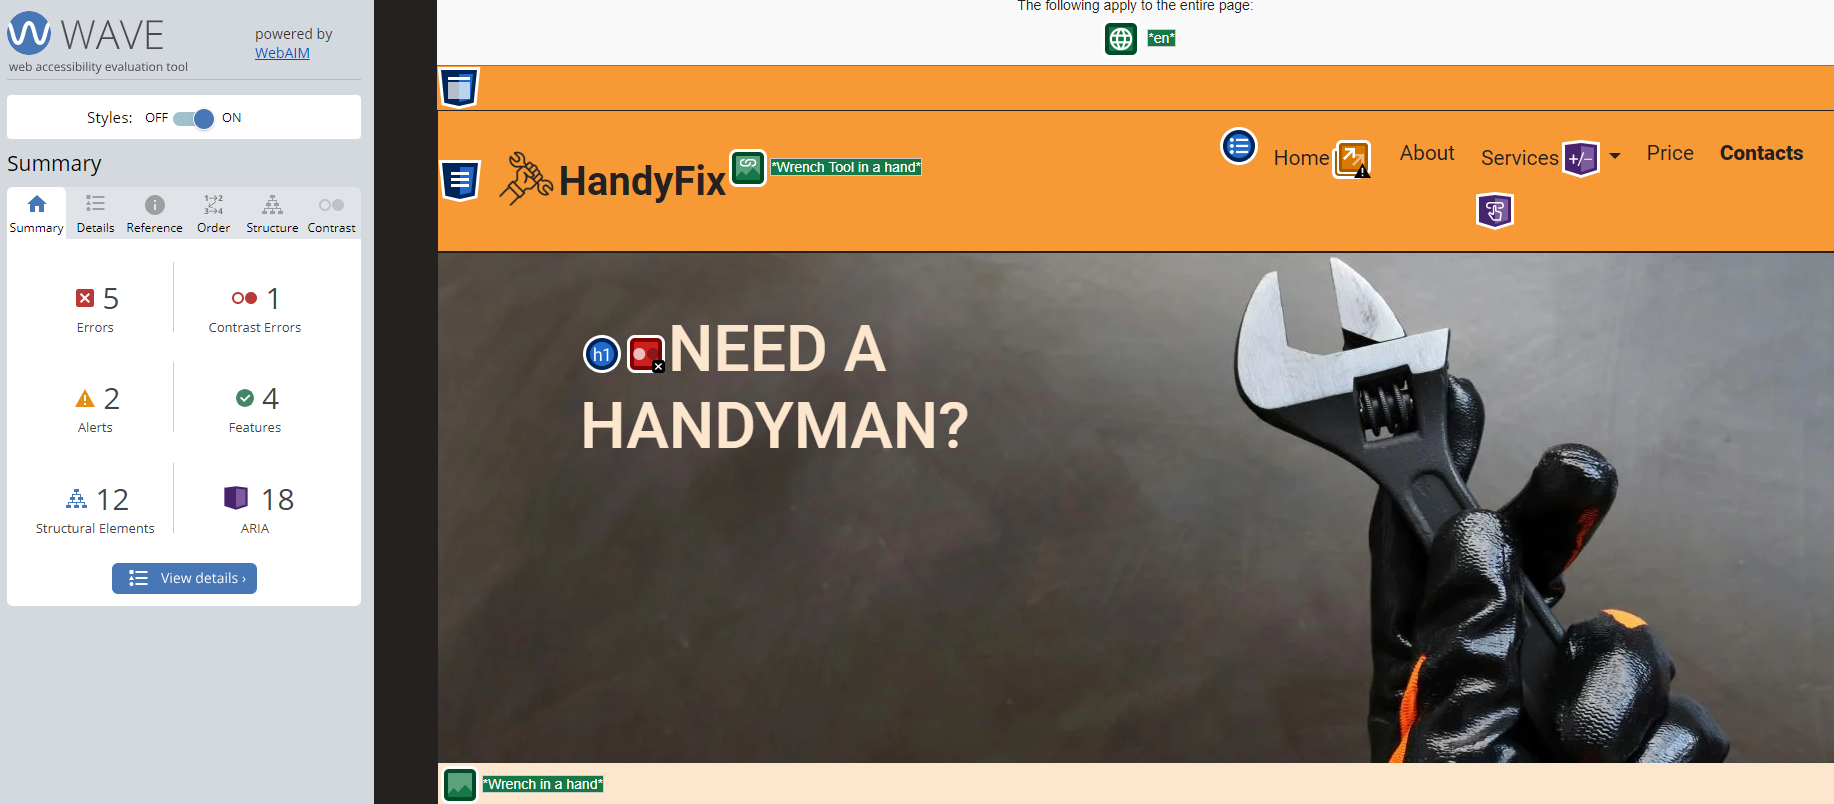 WAVE
powered by
WebAIM
web accessibility evaluation tool
Styles: OFF ON
Summary
Summary Details Reference Order Structure Contrast
5
Errors
1
Contrast Errors
2
Alerts
4
Features
12
Structural Elements
18
ARIA
View details ›
The following apply to the entire page:
*en*
HandyFix
*Wrench Tool in a hand*
Home About Services +/- Price Contacts
h1 NEED A
HANDYMAN?
*Wrench in a hand*